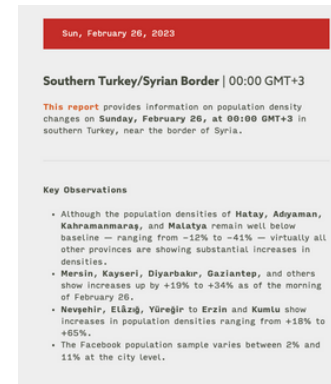 Sun, February 26, 2023
Southern Turkey/Syrian Border | 00:00 GMT+3
This report provides information on population density
changes on Sunday, February 26, at 00:00 GMT+3 in
southern Turkey, near the border of Syria.
Key Observations
• Although the population densities of Hatay, Adıyaman,
Kahramanmaraş, and Malatya remain well below
baseline — ranging from -12% to -41% — virtually all
other provinces are showing substantial increases in
densities.
• Mersin, Kayseri, Diyarbakır, Gaziantep, and others
show increases up by +19% to +34% as of the morning
of February 26.
• Nevşehir, Elâzığ, Yüreğir to Erzin and Kumlu show
increases in population densities ranging from +18% to
+65%.
• The Facebook population sample varies between 2% and
11% at the city level.